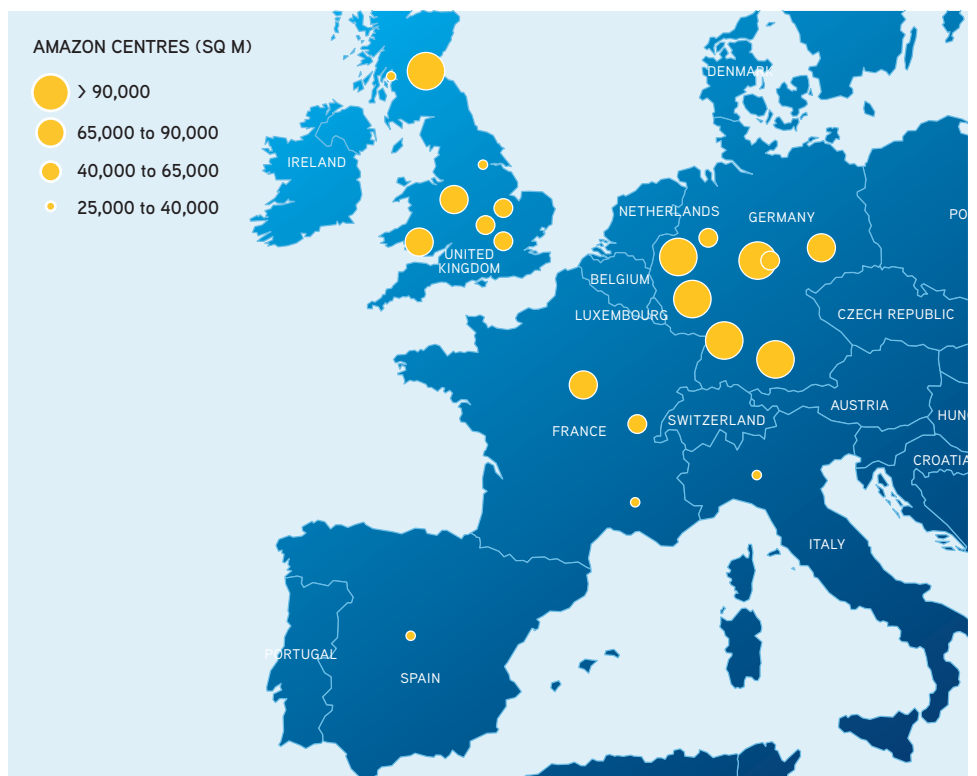 AMAZON CENTRES (SQ M)
> 90,000
65,000 to 90,000
40,000 to 65,000
25,000 to 40,000
DENMARK
IRELAND
NETHERLANDS
GERMANY
PO
UNITED
KINGDOM
BELGIUM
LUXEMBOURG
CZECH REPUBLIC
FRANCE
SWITZERLAND
AUSTRIA
HUNG
CROATIA
ITALY
PORTUGAL
SPAIN